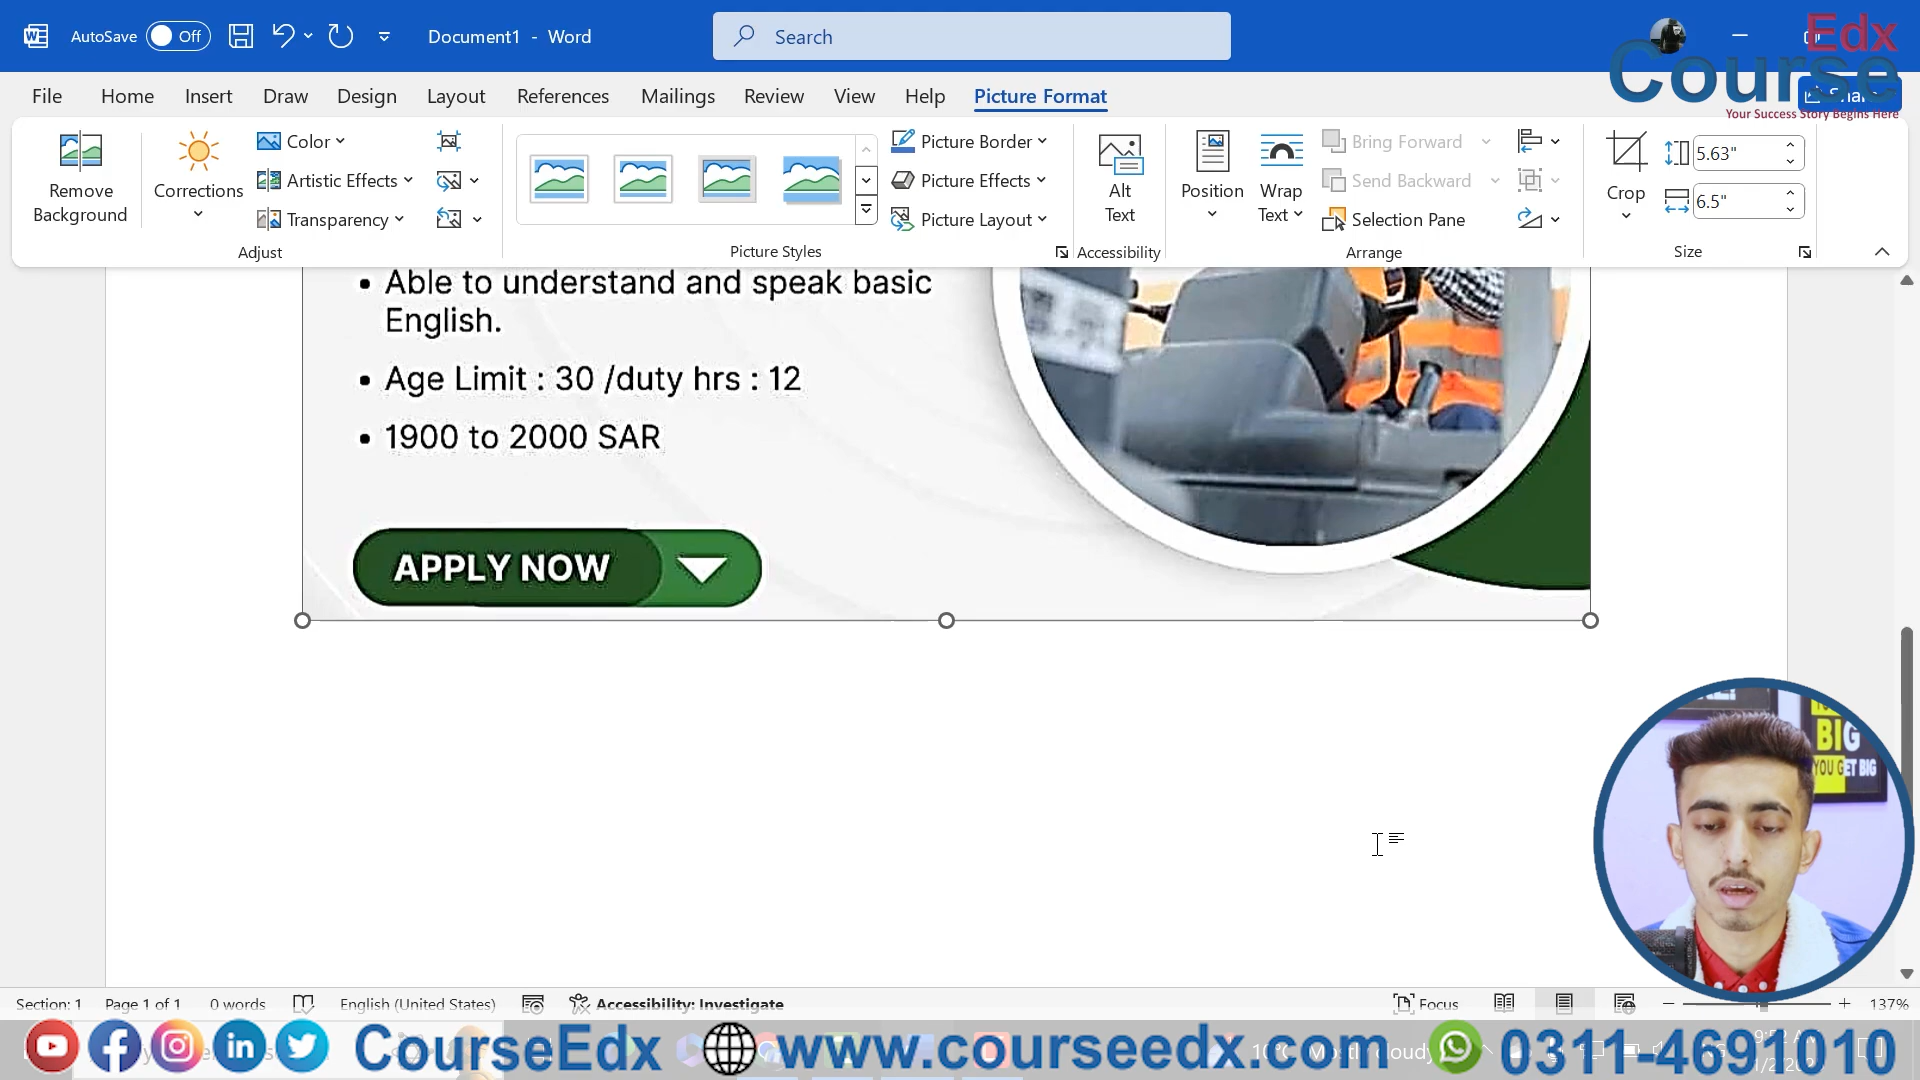 AutoSave Off Document1 - Word Search
Edx
Course
Your Success Story Begins Here
File Home Insert Draw Design Layout References Mailings Review View Help Picture Format
Remove Background
Corrections
Color
Artistic Effects
Transparency
Adjust
Picture Styles
Picture Border
Picture Effects
Picture Layout
Alt Text
Accessibility
Position
Wrap Text
Bring Forward
Send Backward
Selection Pane
Arrange
Crop
5.63"
6.5"
Size
• Able to understand and speak basic
English.
• Age Limit : 30 /duty hrs : 12
• 1900 to 2000 SAR
APPLY NOW
BIG
YOU GET BIG
Section: 1 Page 1 of 1 0 words English (United States) Accessibility: Investigate Focus 137%
CourseEdx www.courseedx.com 0311-4691010